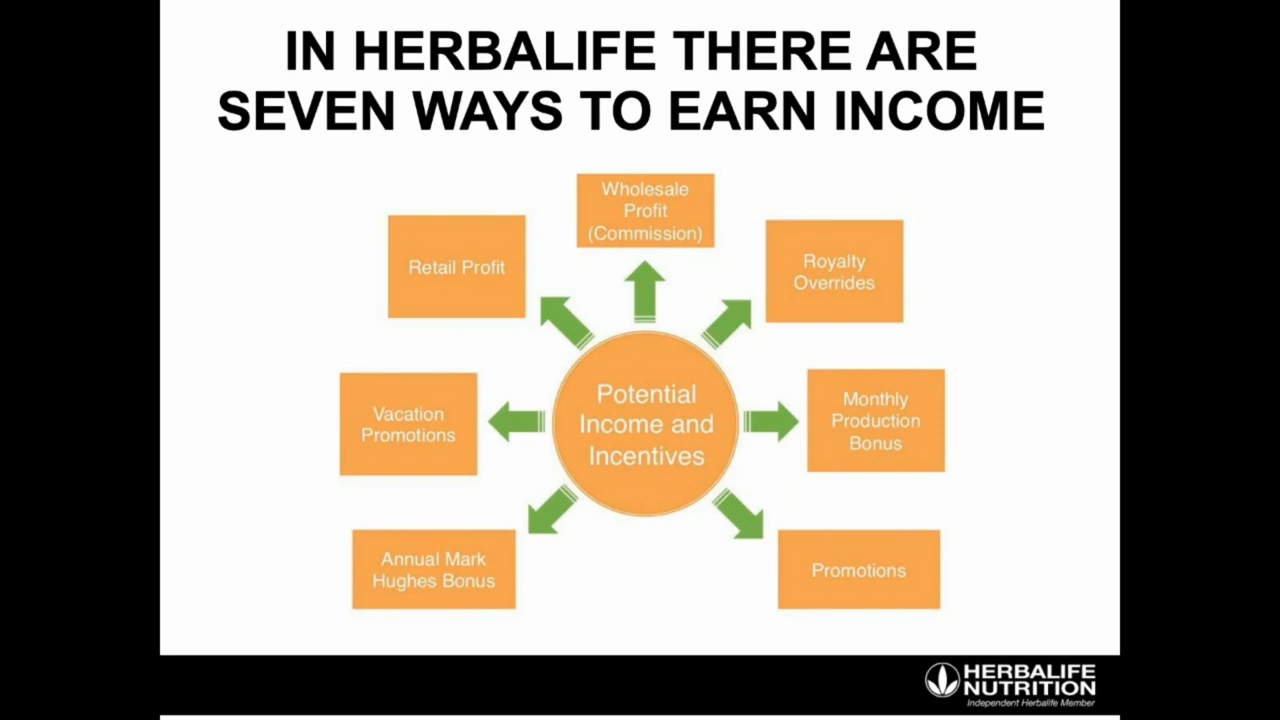 IN HERBALIFE THERE ARE
SEVEN WAYS TO EARN INCOME
Wholesale
Profit
(Commission)
Retail Profit
Royalty
Overrides
Potential
Income and
Incentives
Vacation
Promotions
Monthly
Production
Bonus
Annual Mark
Hughes Bonus
Promotions
HERBALIFE
NUTRITION
Independent Herbalife Member